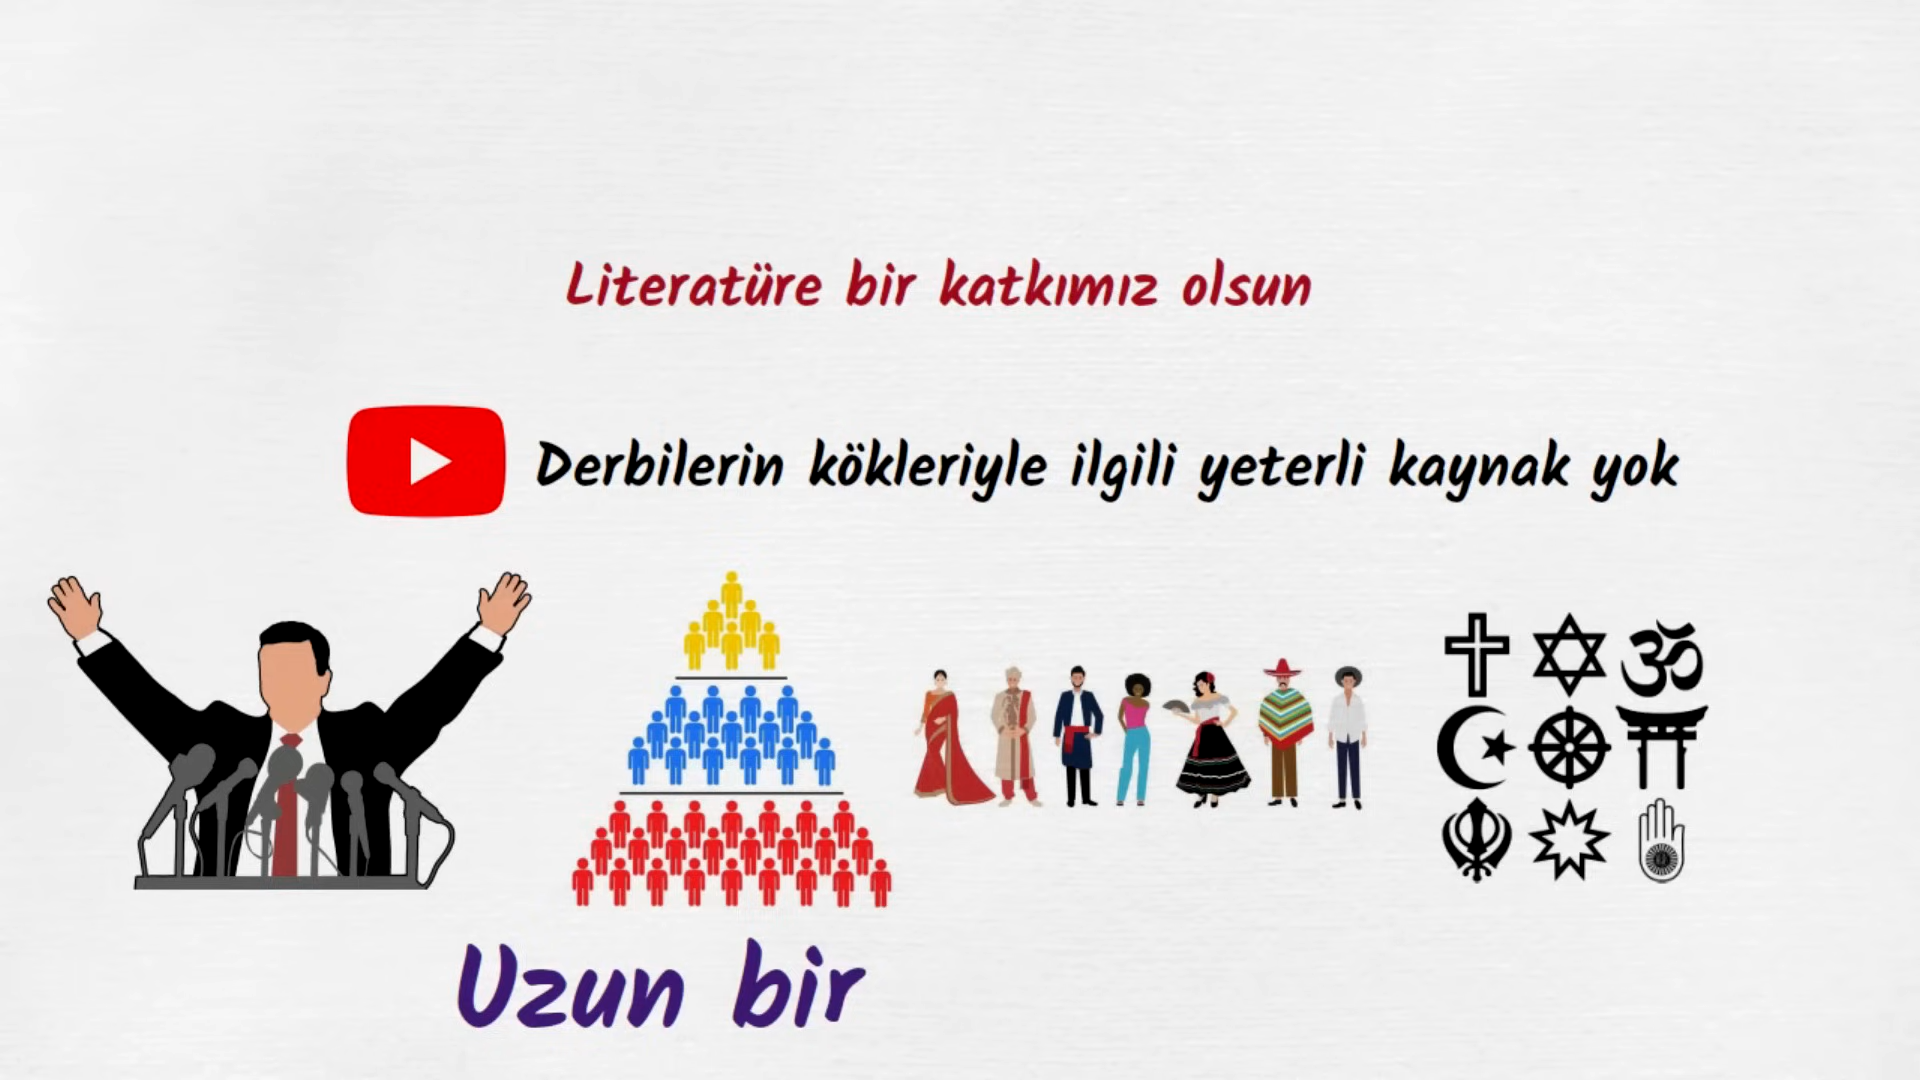 Literatüre bir katkımız olsun
Derbilerin kökleriyle ilgili yeterli kaynak yok
Uzun bir